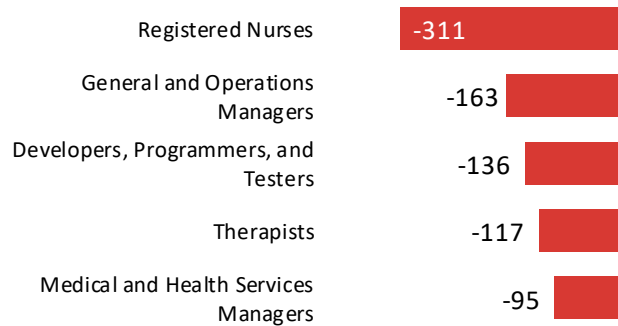 Registered Nurses
-311
General and Operations
Managers
-163
Developers, Programmers, and
Testers
-136
Therapists
-117
Medical and Health Services
Managers
-95